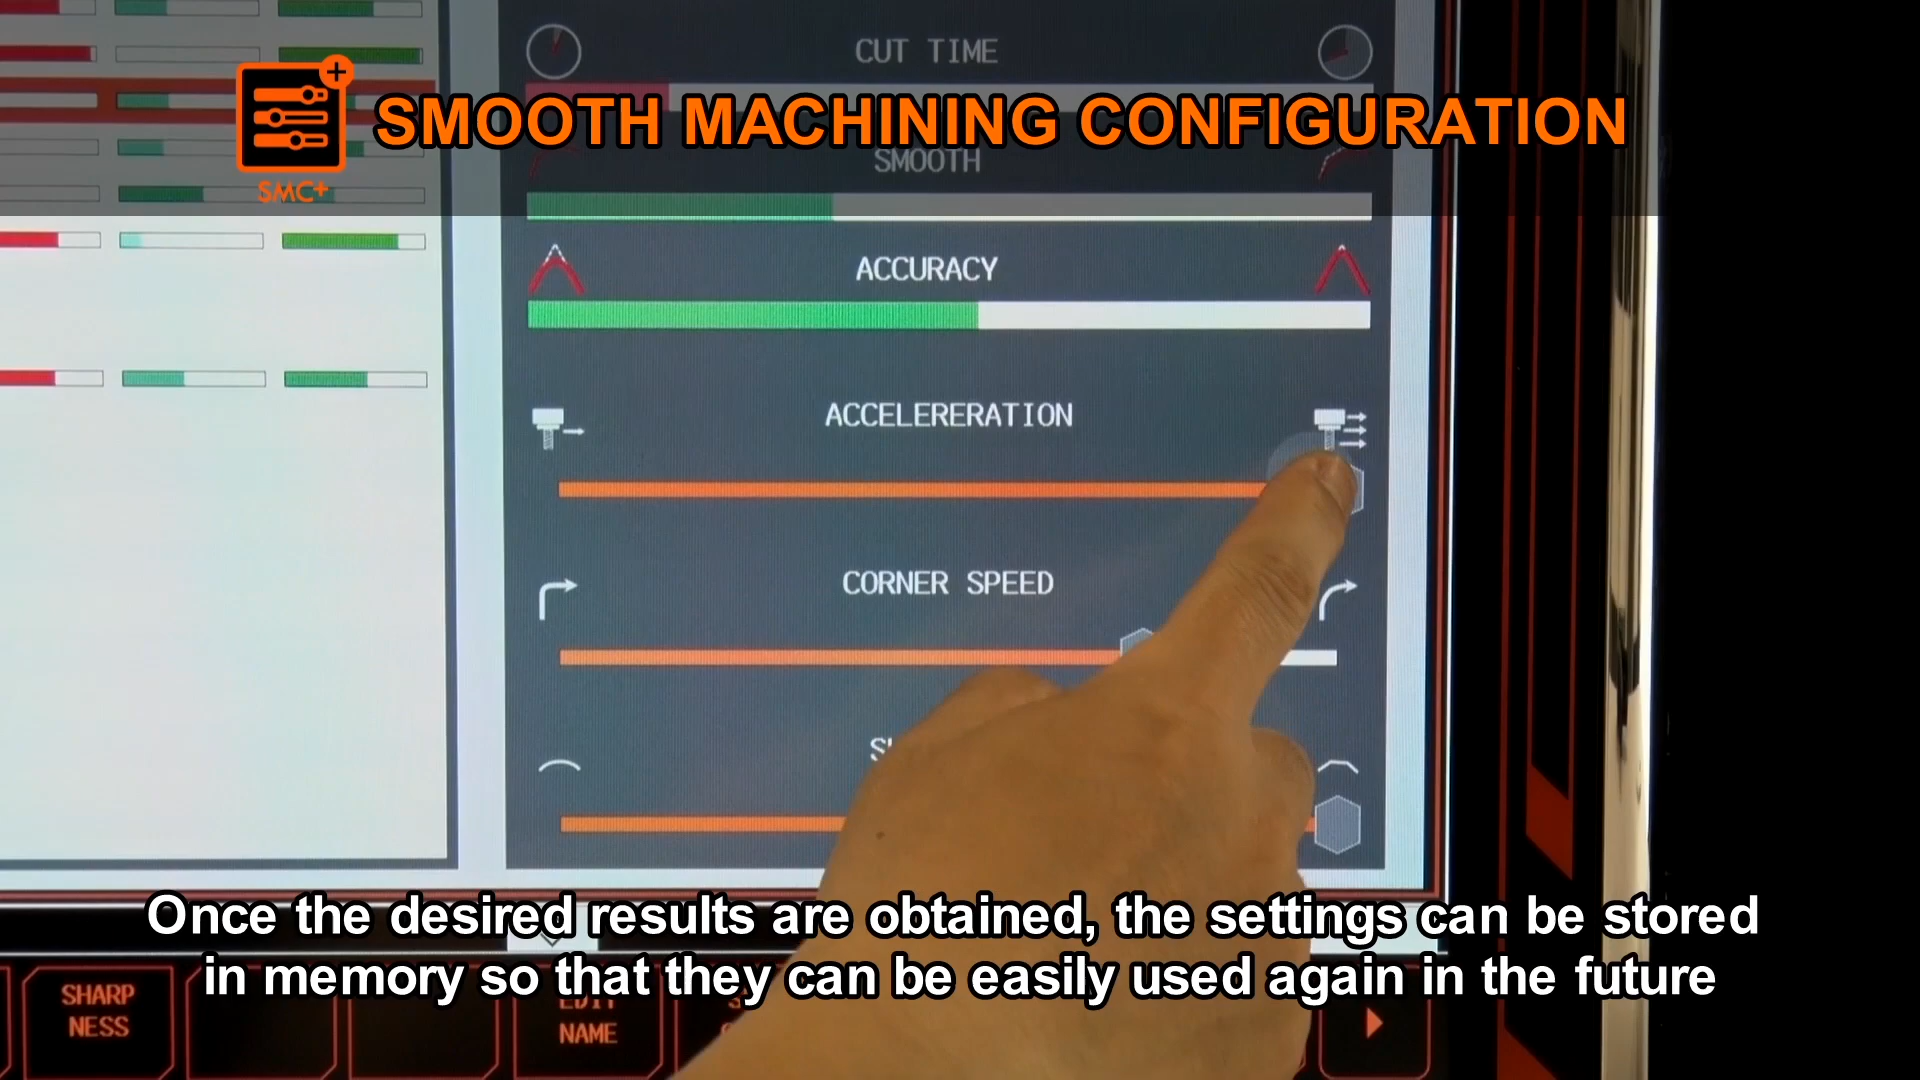 CUT TIME
SMOOTH MACHINING CONFIGURATION
SMC+
SMOOTH
ACCURACY
ACCELERERATION
CORNER SPEED
Once the desired results are obtained, the settings can be stored
in memory so that they can be easily used again in the future
SHARP
NESS
EDIT
NAME